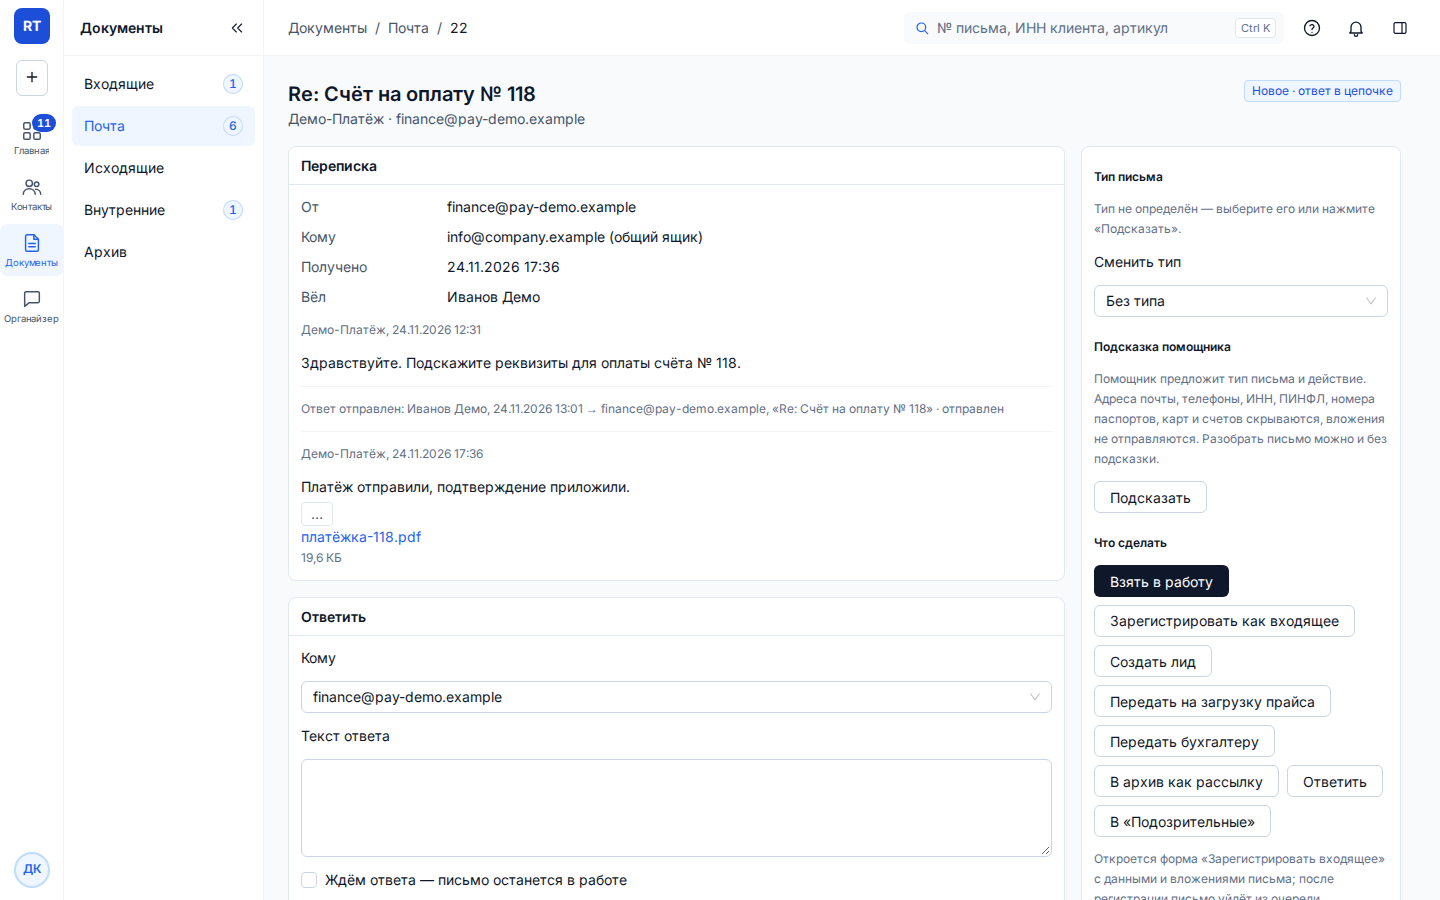 RT
11
Главная
Контакты
Документы
Органайзер
ДК
Документы
Входящие 1
Почта 6
Исходящие
Внутренние 1
Архив
Документы / Почта / 22
№ письма, ИНН клиента, артикул Ctrl K
Re: Счёт на оплату № 118
Демо-Платёж · finance@pay-demo.example
Новое · ответ в цепочке
Переписка
От finance@pay-demo.example
Кому info@company.example (общий ящик)
Получено 24.11.2026 17:36
Вёл Иванов Демо
Демо-Платёж, 24.11.2026 12:31
Здравствуйте. Подскажите реквизиты для оплаты счёта № 118.
Ответ отправлен: Иванов Демо, 24.11.2026 13:01 → finance@pay-demo.example, «Re: Счёт на оплату № 118» · отправлен
Демо-Платёж, 24.11.2026 17:36
Платёж отправили, подтверждение приложили.
...
платёжка-118.pdf
19,6 КБ
Ответить
Кому
finance@pay-demo.example
Текст ответа
Ждём ответа — письмо останется в работе
Тип письма
Тип не определён — выберите его или нажмите
«Подсказать».
Сменить тип
Без типа
Подсказка помощника
Помощник предложит тип письма и действие.
Адреса почты, телефоны, ИНН, ПИНФЛ, номера
паспортов, карт и счетов скрываются, вложения
не отправляются. Разобрать письмо можно и без
подсказки.
Подсказать
Что сделать
Взять в работу
Зарегистрировать как входящее
Создать лид
Передать на загрузку прайса
Передать бухгалтеру
В архив как рассылку Ответить
В «Подозрительные»
Откроется форма «Зарегистрировать входящее»
с данными и вложениями письма; после
регистрации письмо уйдёт из очереди